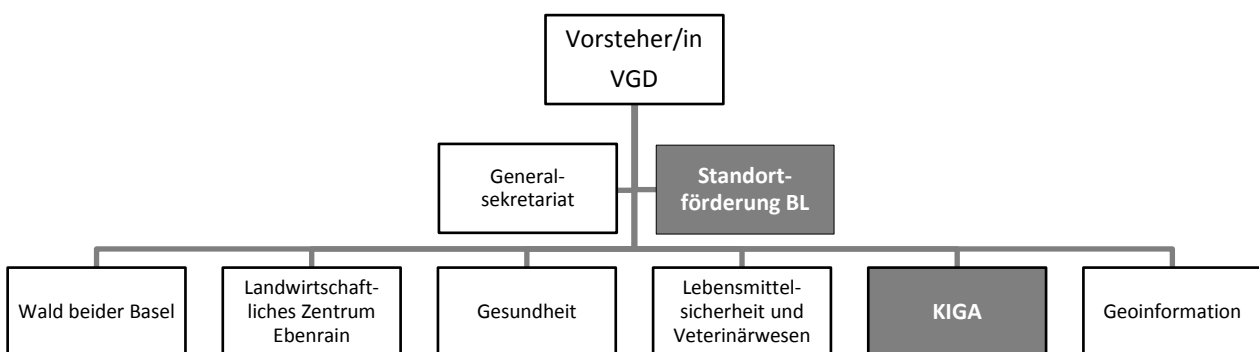 Vorsteher/in
VGD
General-
sekretariat
Standort-
förderung BL
Wald beider Basel
Landwirtschaft-
liches Zentrum
Ebenrain
Gesundheit
Lebensmittel-
sicherheit und
Veterinärwesen
KIGA
Geoinformation